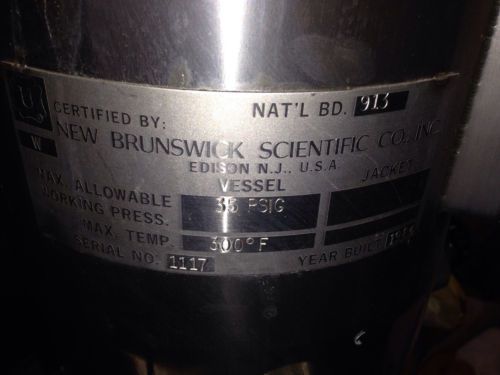 U
CERTIFIED BY:
NAT'L BD. 913
W
NEW BRUNSWICK SCIENTIFIC CO., INC.
EDISON N.J., U.S.A.
VESSEL JACKET
MAX. ALLOWABLE
WORKING PRESS. 35 PSIG
MAX. TEMP. 300°F
SERIAL NO. 1117 YEAR BUILT